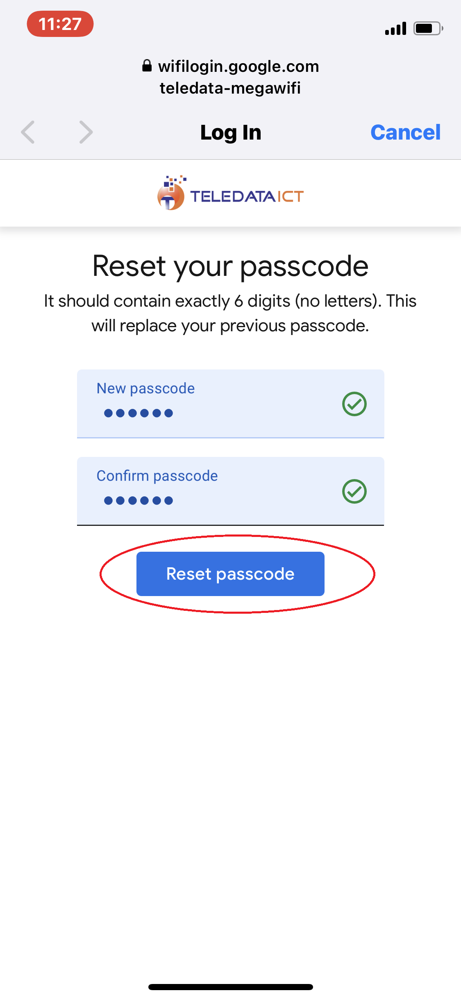 11:27
wifilogin.google.com
teledata-megawifi
Log In
Cancel
TELEDATAICT
Reset your passcode
It should contain exactly 6 digits (no letters). This
will replace your previous passcode.
New passcode
••••••
Confirm passcode
••••••
Reset passcode